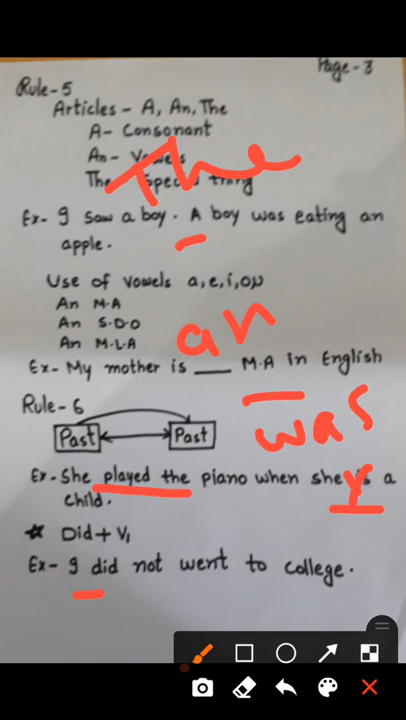 Page-3
Rule-5
Articles - A, An, The
A- Consonant
An- Vowels
The Special thing
The
Ex- I saw a boy. A boy was eating an
apple.
Use of vowels a,e,i,o,u
An M.A
An S.D.O
An M.L.A
an
Ex- My mother is ___ M.A in English
Rule-6
was
Past Past
Ex- She played the piano when she is a
child.
★ Did + V₁
Ex- I did not went to college.